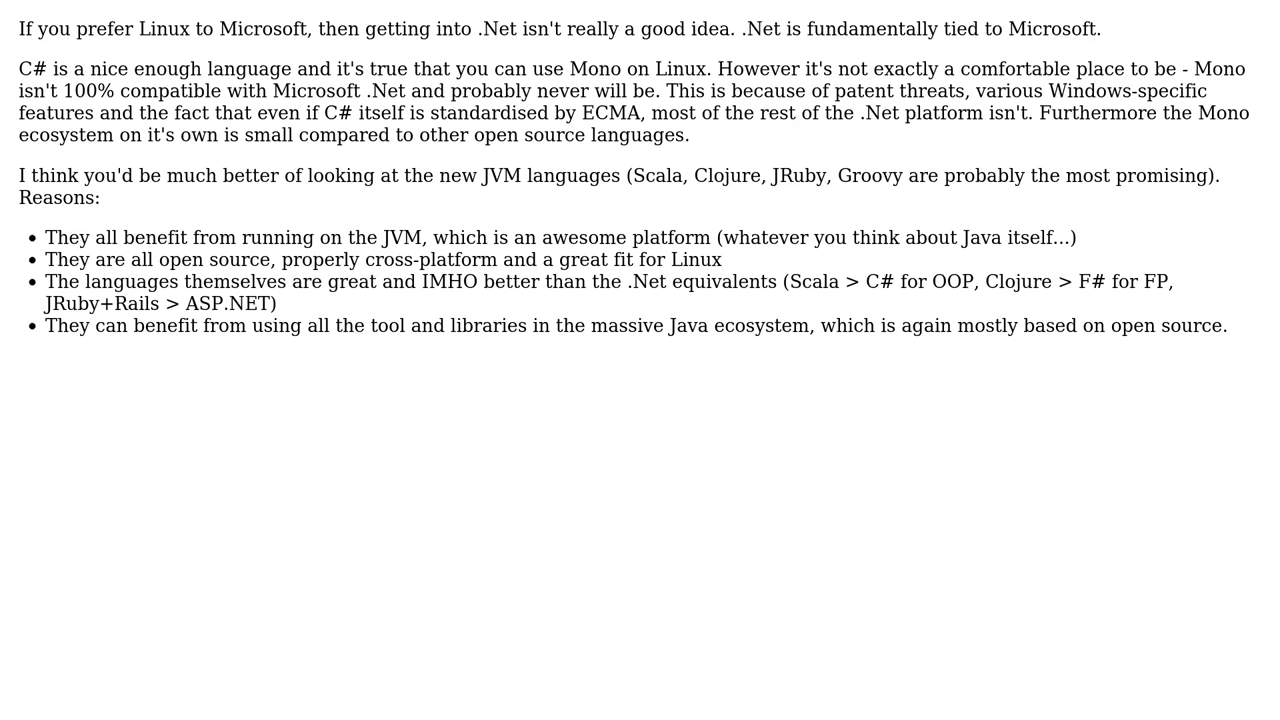 If you prefer Linux to Microsoft, then getting into .Net isn't really a good idea. .Net is fundamentally tied to Microsoft.
C# is a nice enough language and it's true that you can use Mono on Linux. However it's not exactly a comfortable place to be - Mono
isn't 100% compatible with Microsoft .Net and probably never will be. This is because of patent threats, various Windows-specific
features and the fact that even if C# itself is standardised by ECMA, most of the rest of the .Net platform isn't. Furthermore the Mono
ecosystem on it's own is small compared to other open source languages.
I think you'd be much better of looking at the new JVM languages (Scala, Clojure, JRuby, Groovy are probably the most promising).
Reasons:
• They all benefit from running on the JVM, which is an awesome platform (whatever you think about Java itself...)
• They are all open source, properly cross-platform and a great fit for Linux
• The languages themselves are great and IMHO better than the .Net equivalents (Scala > C# for OOP, Clojure > F# for FP,
JRuby+Rails > ASP.NET)
• They can benefit from using all the tool and libraries in the massive Java ecosystem, which is again mostly based on open source.